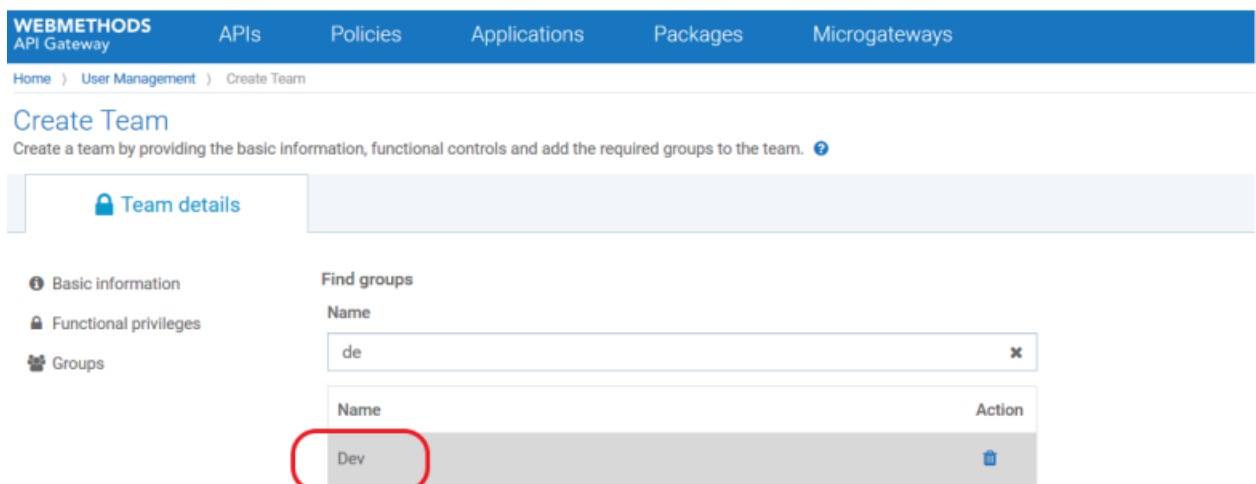 WEBMETHODS
API Gateway
APIs Policies Applications Packages Microgateways
Home 〉 User Management 〉 Create Team
Create Team
Create a team by providing the basic information, functional controls and add the required groups to the team. ?
Team details
Basic information
Functional privileges
Groups
Find groups
Name
de
Name Action
Dev